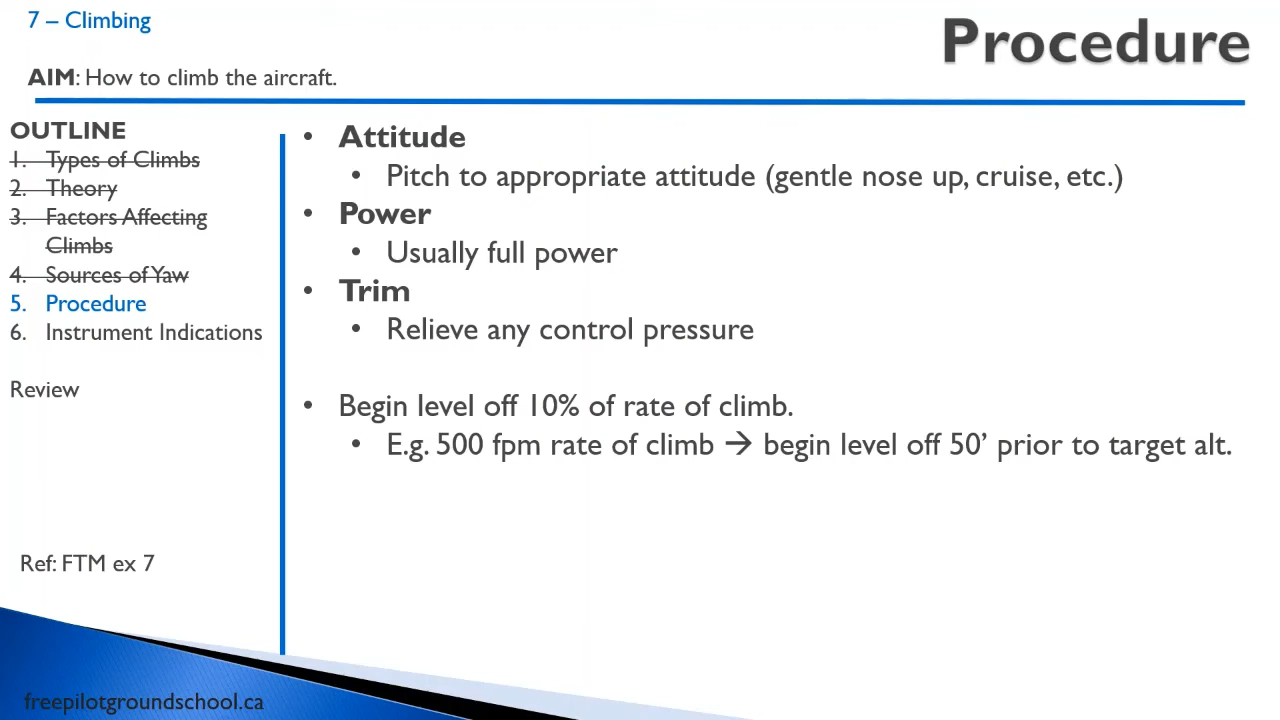 7 – Climbing
Procedure
AIM: How to climb the aircraft.
OUTLINE
1. Types of Climbs
2. Theory
3. Factors Affecting
Climbs
4. Sources of Yaw
5. Procedure
6. Instrument Indications
Review
Ref: FTM ex 7
freepilotgroundschool.ca
• Attitude
• Pitch to appropriate attitude (gentle nose up, cruise, etc.)
• Power
• Usually full power
• Trim
• Relieve any control pressure
• Begin level off 10% of rate of climb.
• E.g. 500 fpm rate of climb → begin level off 50’ prior to target alt.